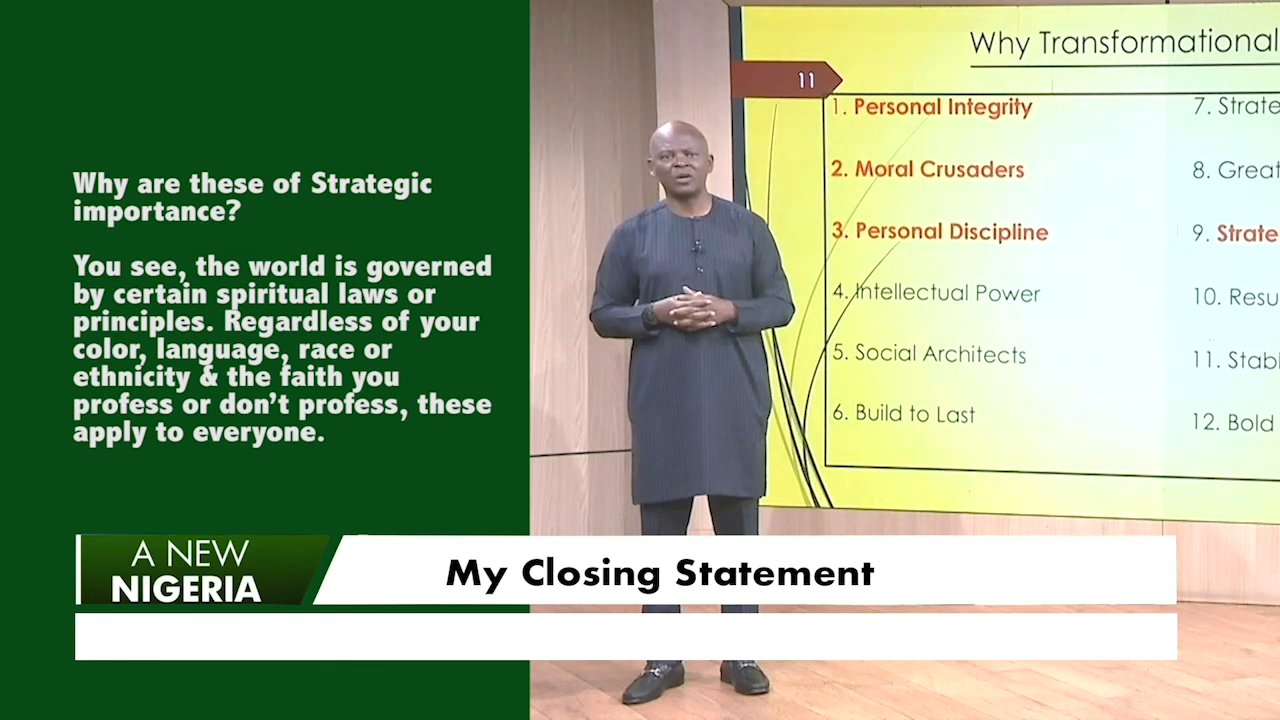 Why are these of Strategic
importance?
You see, the world is governed
by certain spiritual laws or
principles. Regardless of your
color, language, race or
ethnicity & the faith you
profess or don't profess, these
apply to everyone.
Why Transformational
11
1. Personal Integrity
2. Moral Crusaders
3. Personal Discipline
4. Intellectual Power
5. Social Architects
6. Build to Last
7. Strate
8. Great
9. Strate
10. Resu
11. Stabl
12. Bold
A NEW
NIGERIA
My Closing Statement